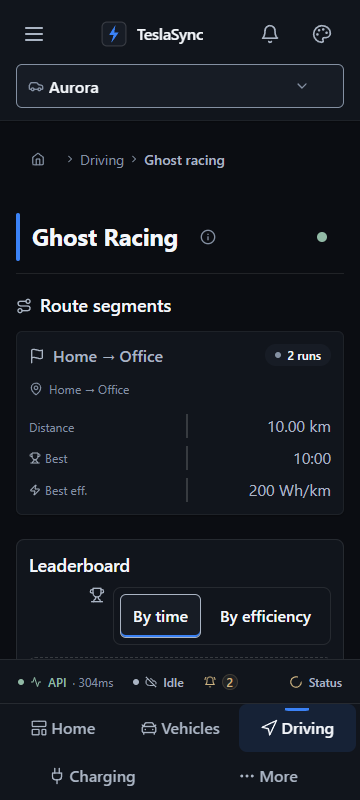 TeslaSync
Aurora
Driving > Ghost racing
Ghost Racing
Route segments
Home → Office
2 runs
Home → Office
Distance 10.00 km
Best 10:00
Best eff. 200 Wh/km
Leaderboard
By time By efficiency
API · 304ms Idle 2 Status
Home Vehicles Driving
Charging ··· More